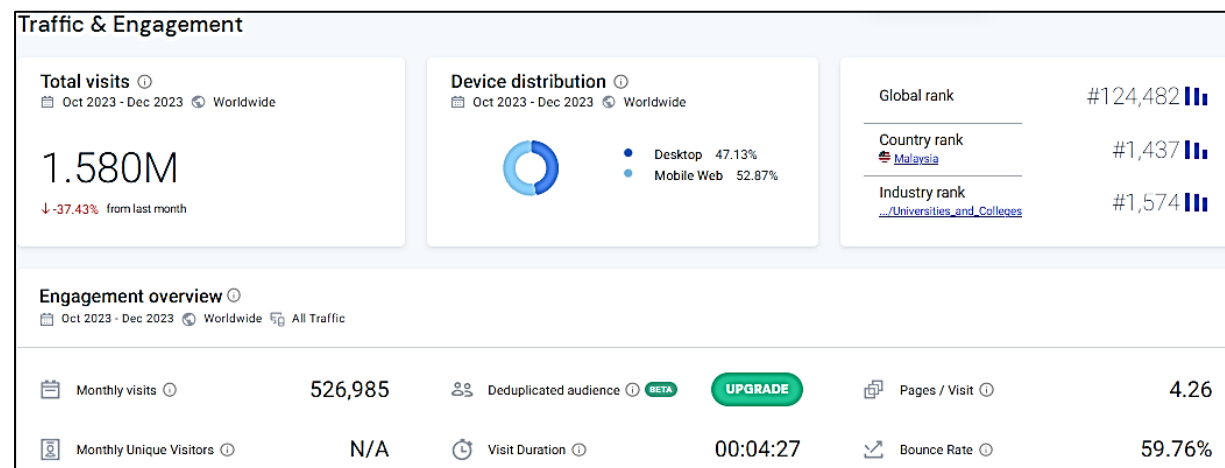 Traffic & Engagement
Total visits
Oct 2023 - Dec 2023 Worldwide
1.580M
↓ -37.43% from last month
Device distribution
Oct 2023 - Dec 2023 Worldwide
Desktop 47.13%
Mobile Web 52.87%
Global rank #124,482
Country rank #1,437
Malaysia
Industry rank #1,574
.../Universities_and_Colleges
Engagement overview
Oct 2023 - Dec 2023 Worldwide All Traffic
Monthly visits 526,985
Deduplicated audience BETA UPGRADE
Pages / Visit 4.26
Monthly Unique Visitors N/A
Visit Duration 00:04:27
Bounce Rate 59.76%